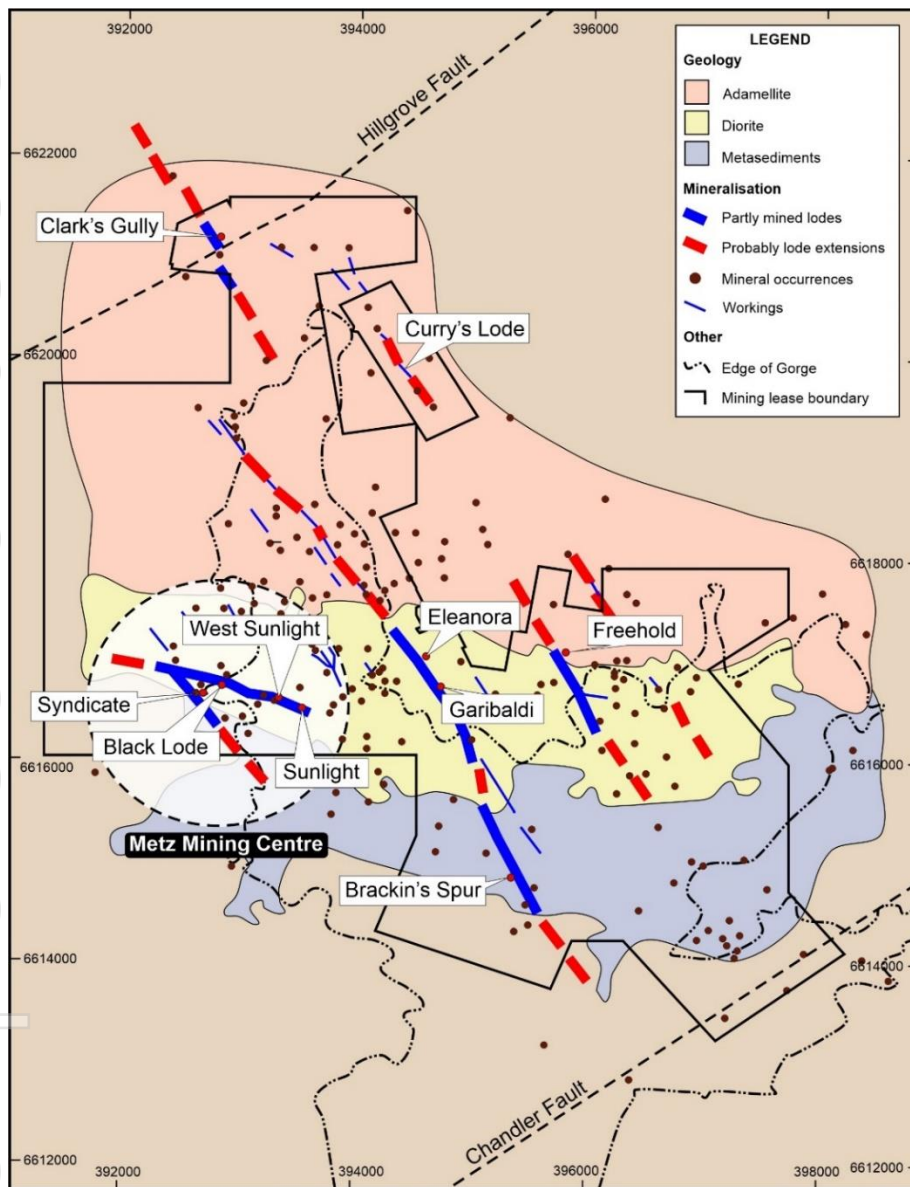 392000
394000
396000
LEGEND
Geology
Adamellite
Diorite
Metasediments
Mineralisation
Partly mined lodes
Probably lode extensions
Mineral occurrences
Workings
Other
Edge of Gorge
Mining lease boundary
Hillgrove Fault
6622000
Clark's Gully
Curry's Lode
6620000
6618000
Eleanora
West Sunlight
Freehold
Syndicate
Garibaldi
Black Lode
6616000
6616000
Sunlight
Metz Mining Centre
Brackin's Spur
6614000
6614000
Chandler Fault
6612000
6612000
392000
394000
396000
398000